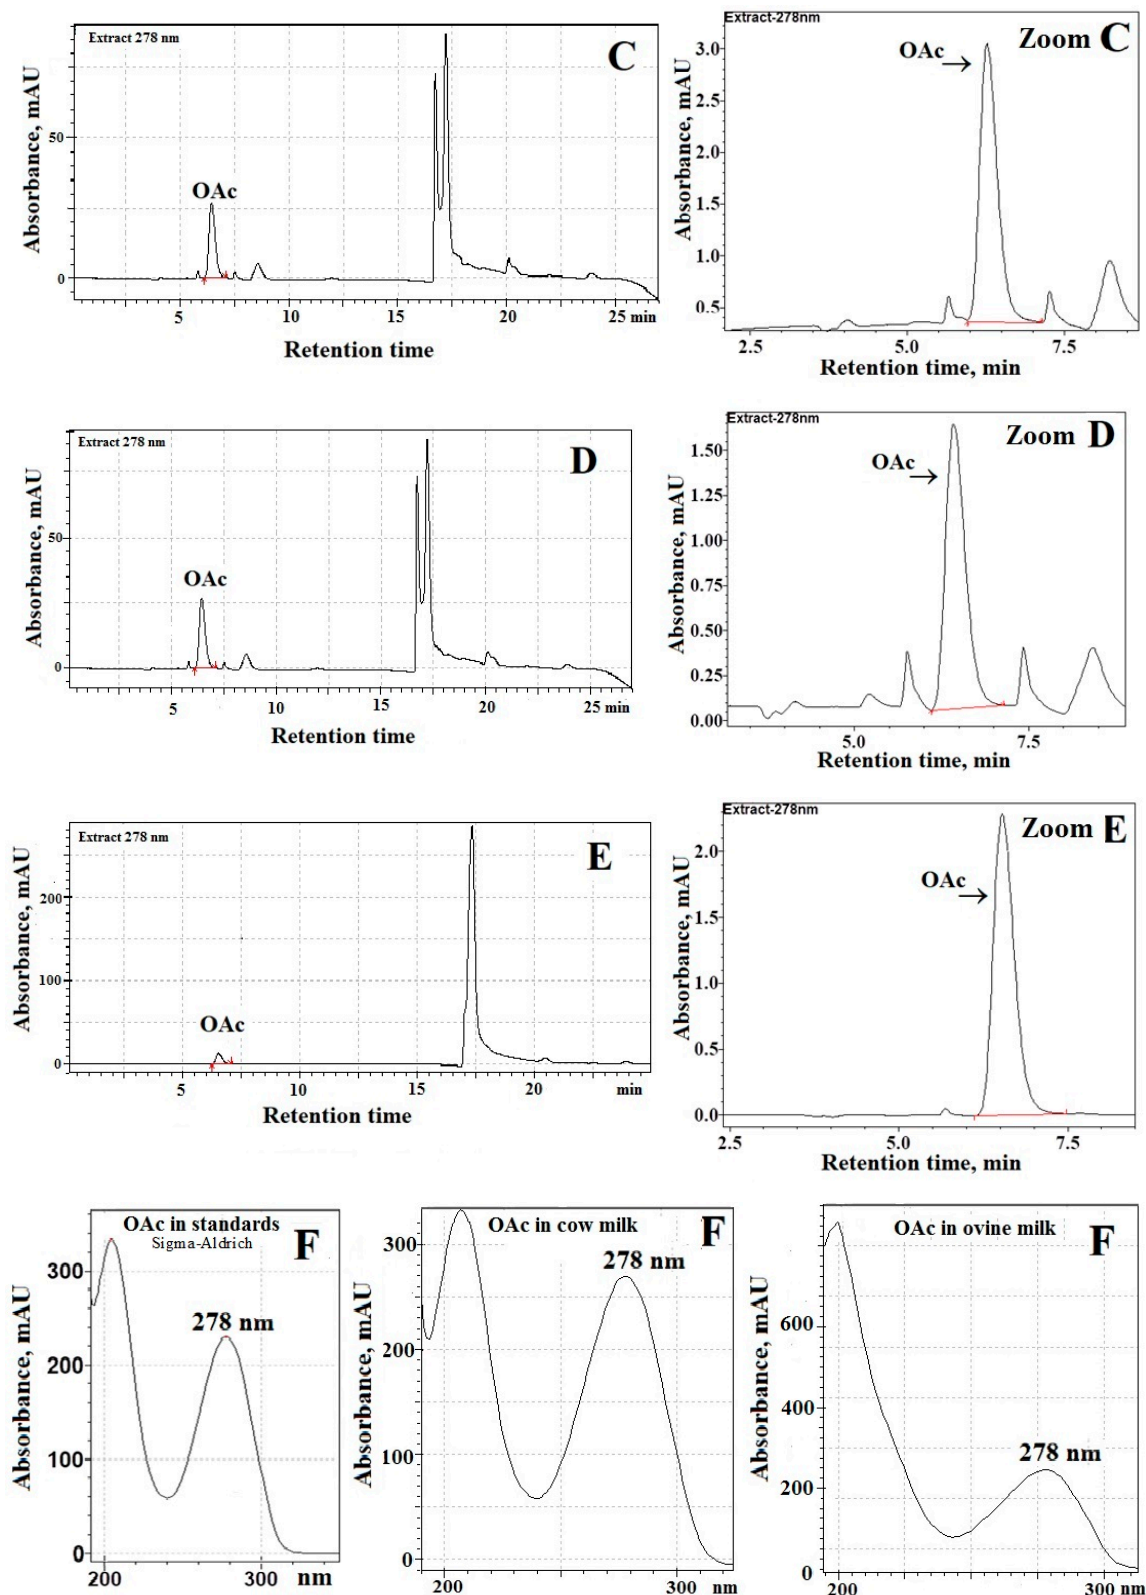 Extract 278 nm
C
Absorbance, mAU
50
0
OAc
5
10
15
20
25
min
Retention time
Extract-278nm
Zoom C
OAc
→
Absorbance, mAU
3.0
2.5
2.0
1.5
1.0
0.5
2.5
5.0
7.5
Retention time, min
Extract 278 nm
D
Absorbance, mAU
50
0
OAc
5
10
15
20
25
min
Retention time
Extract-278nm
Zoom D
OAc
→
Absorbance, mAU
1.50
1.25
1.00
0.75
0.50
0.25
0.00
5.0
7.5
Retention time, min
Extract 278 nm
E
Absorbance, mAU
200
100
0
OAc
5
10
15
20
min
Retention time
Extract-278nm
Zoom E
OAc
→
Absorbance, mAU
2.0
1.5
1.0
0.5
0.0
2.5
5.0
7.5
Retention time, min
OAc in standards
Sigma-Aldrich
F
278 nm
Absorbance, mAU
300
200
100
0
200
300
nm
OAc in cow milk
F
278 nm
Absorbance, mAU
300
200
100
0
200
300
nm
OAc in ovine milk
F
278 nm
Absorbance, mAU
600
400
200
0
200
300 nm